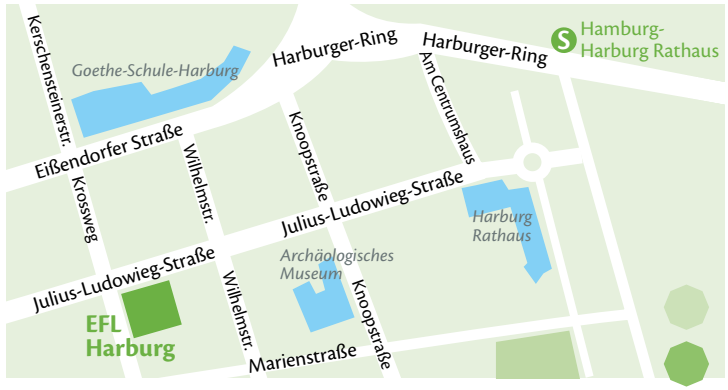 Kerschensteinerstr.
Goethe-Schule-Harburg
Harburger-Ring
Harburger-Ring
S
Hamburg-
Harburg Rathaus
Am Centrumshaus
Eißendorfer Straße
Knoopstraße
Wilhelmstr.
Krossweg
Julius-Ludowieg-Straße
Harburg
Rathaus
Archäologisches
Museum
Julius-Ludowieg-Straße
Wilhelmstr.
Knoopstraße
EFL
Harburg
Marienstraße